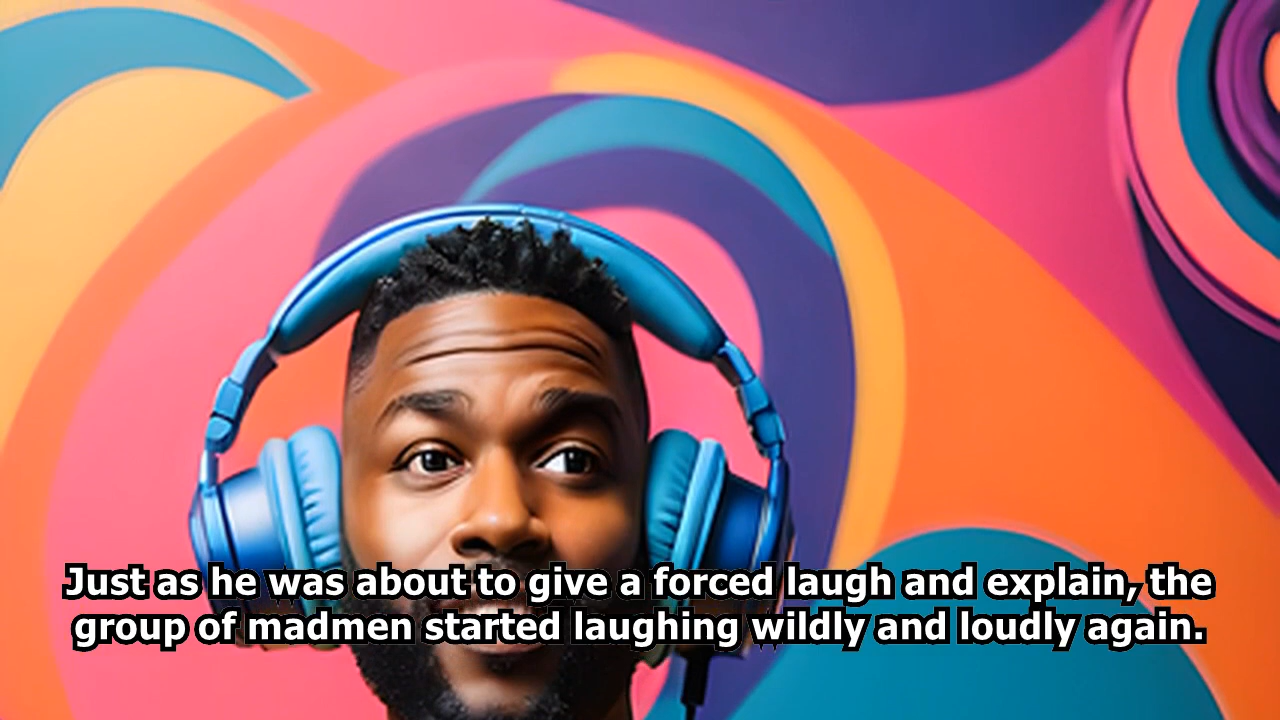 Just as he was about to give a forced laugh and explain, the
group of madmen started laughing wildly and loudly again.